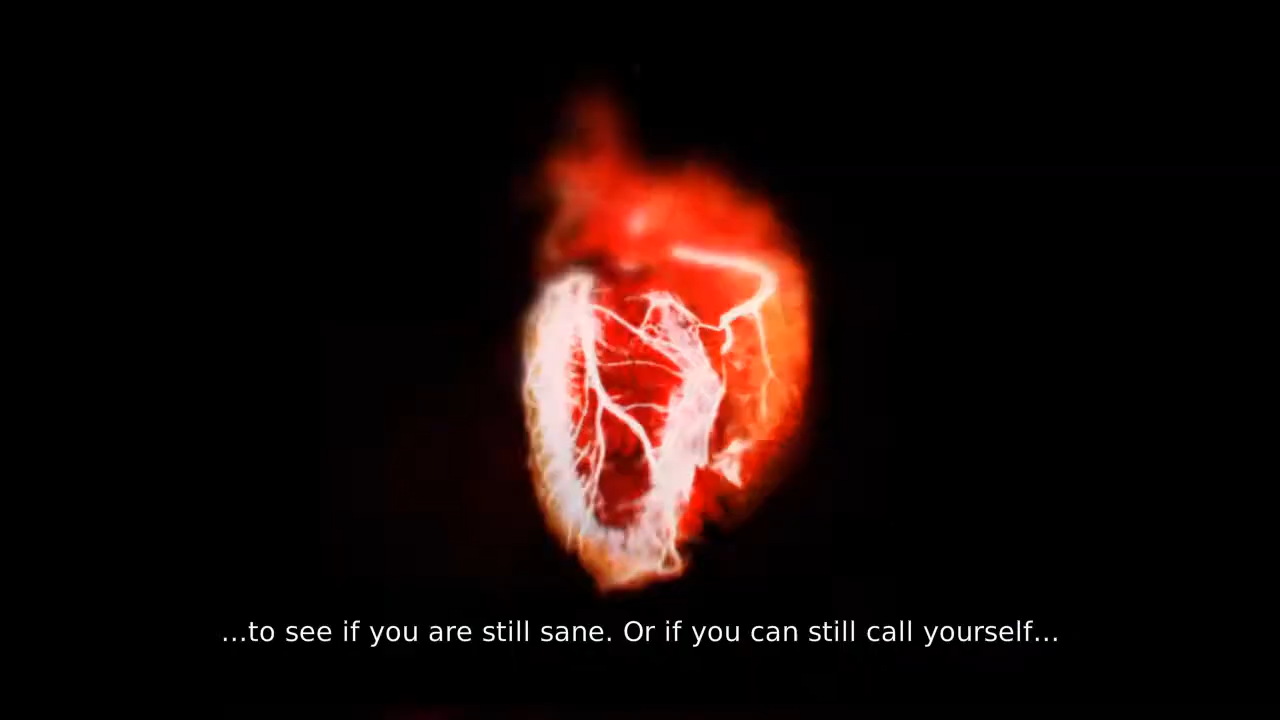 …to see if you are still sane. Or if you can still call yourself…